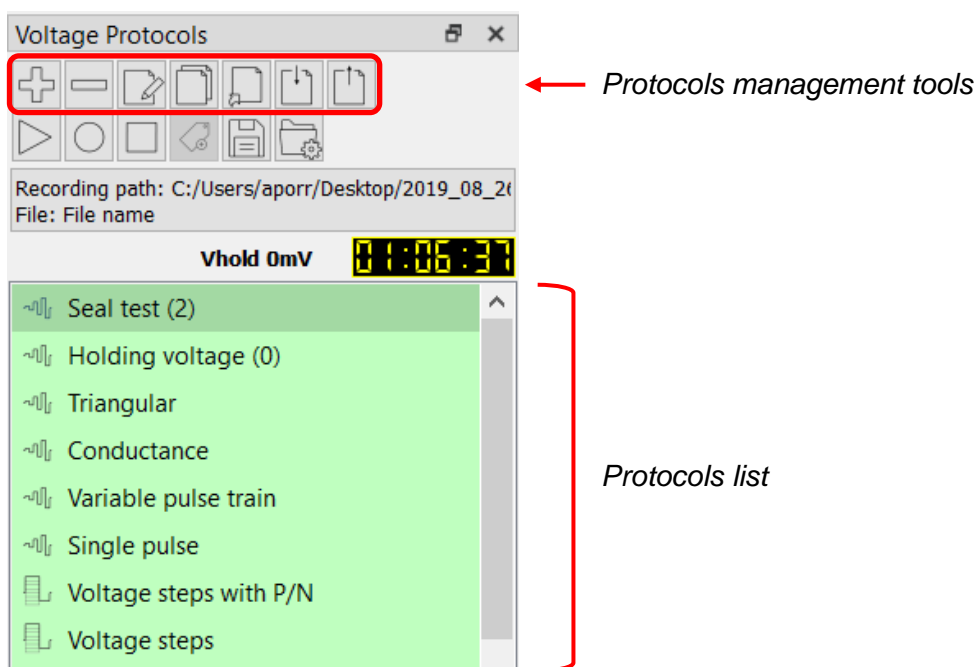 Voltage Protocols
Protocols management tools
Recording path: C:/Users/aporr/Desktop/2019_08_26
File: File name
Vhold 0mV 01:06:37
Seal test (2)
Holding voltage (0)
Triangular
Conductance
Variable pulse train
Protocols list
Single pulse
Voltage steps with P/N
Voltage steps